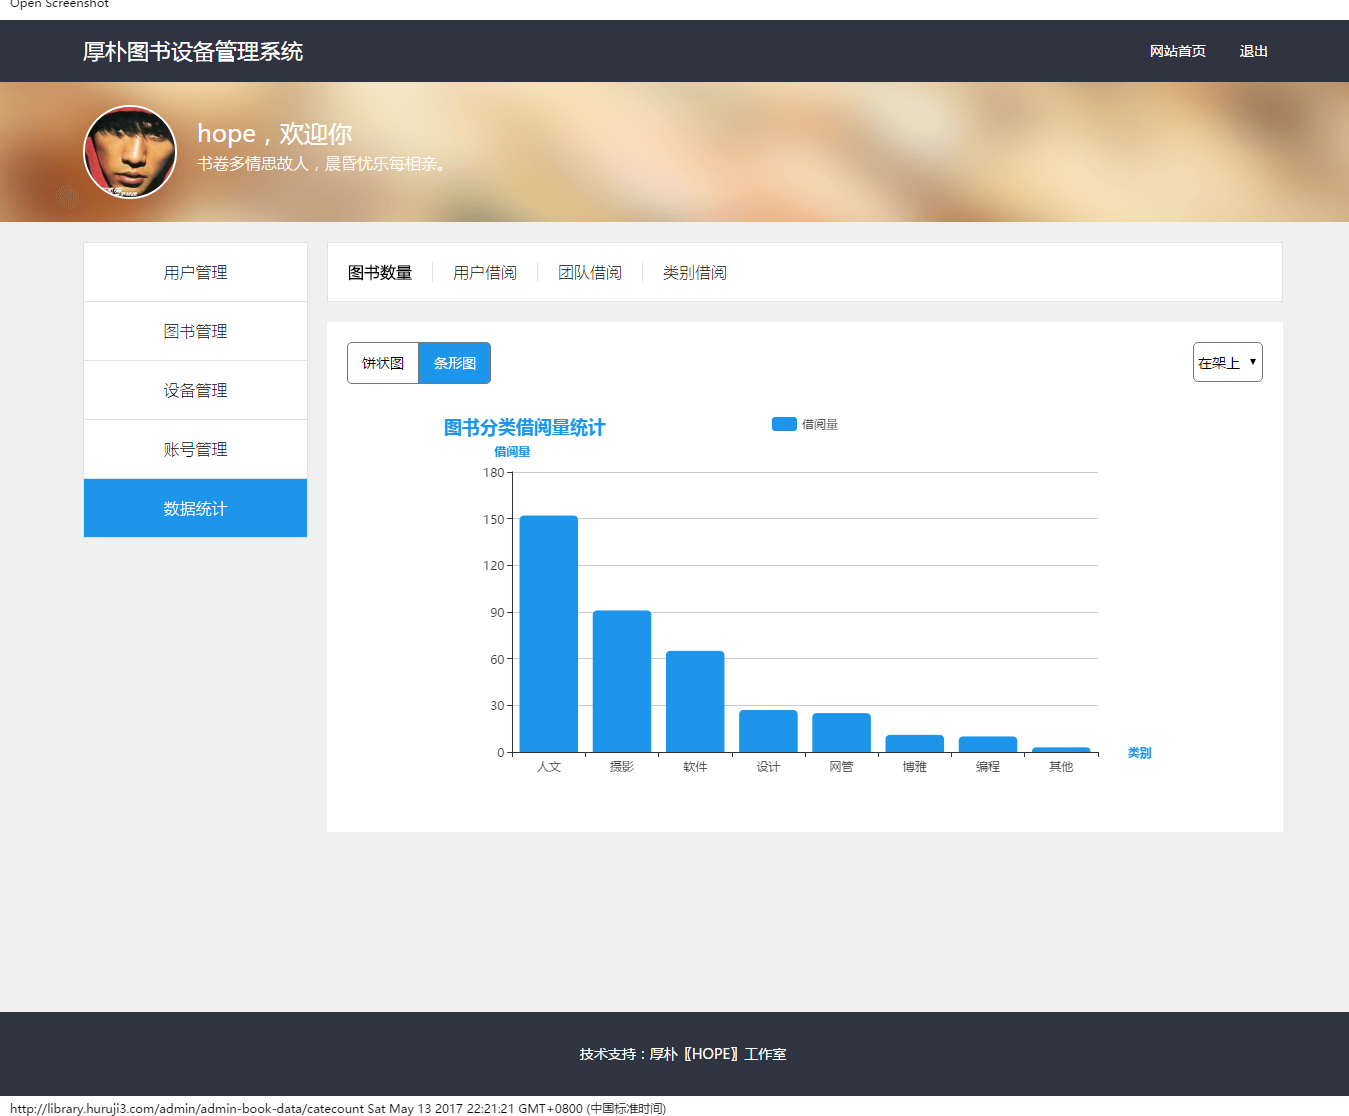 Open Screenshot
厚朴图书设备管理系统
网站首页 退出
hope，欢迎你
书卷多情思故人，晨昏忧乐每相亲。
用户管理
图书管理
设备管理
账号管理
数据统计
图书数量 用户借阅 团队借阅 类别借阅
饼状图 条形图
在架上
图书分类借阅量统计
借阅量
借阅量
180
150
120
90
60
30
0
人文 摄影 软件 设计 网管 博雅 编程 其他
类别
技术支持：厚朴〖HOPE〗工作室
http://library.huruji3.com/admin/admin-book-data/catecount Sat May 13 2017 22:21:21 GMT+0800 (中国标准时间)